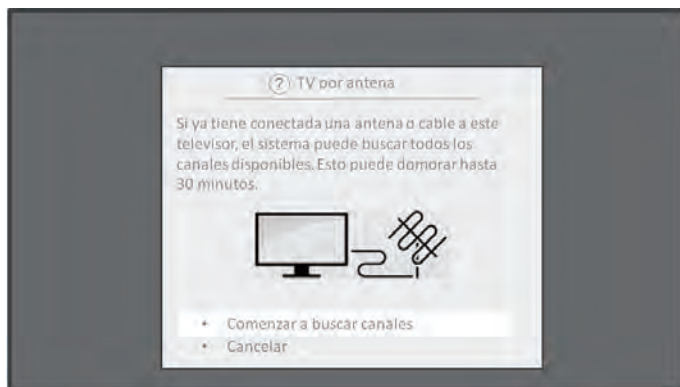 ? TV por antena
Si ya tiene conectada una antena o cable a este
televisor, el sistema puede buscar todos los
canales disponibles. Esto puede domorar hasta
30 minutos.
• Comenzar a buscar canales
• Cancelar